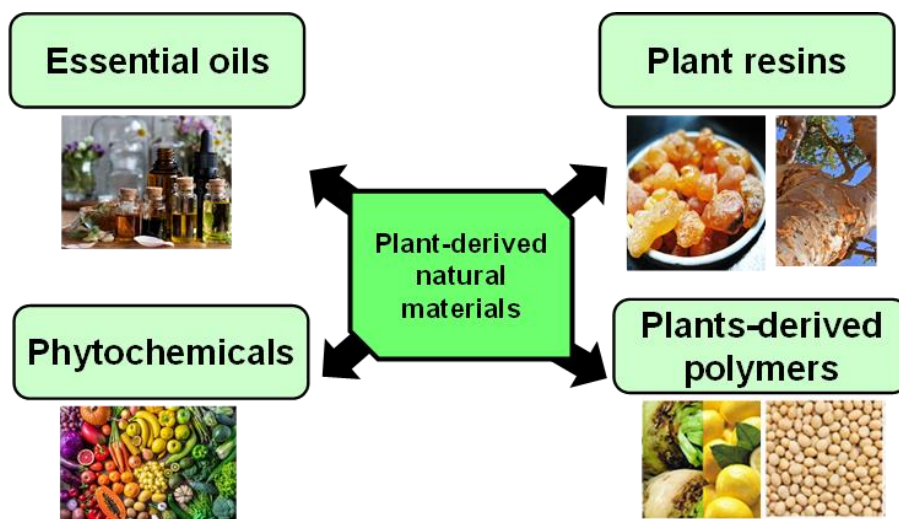 Essential oils
Plant resins
Plant-derived
natural
materials
Phytochemicals
Plants-derived
polymers